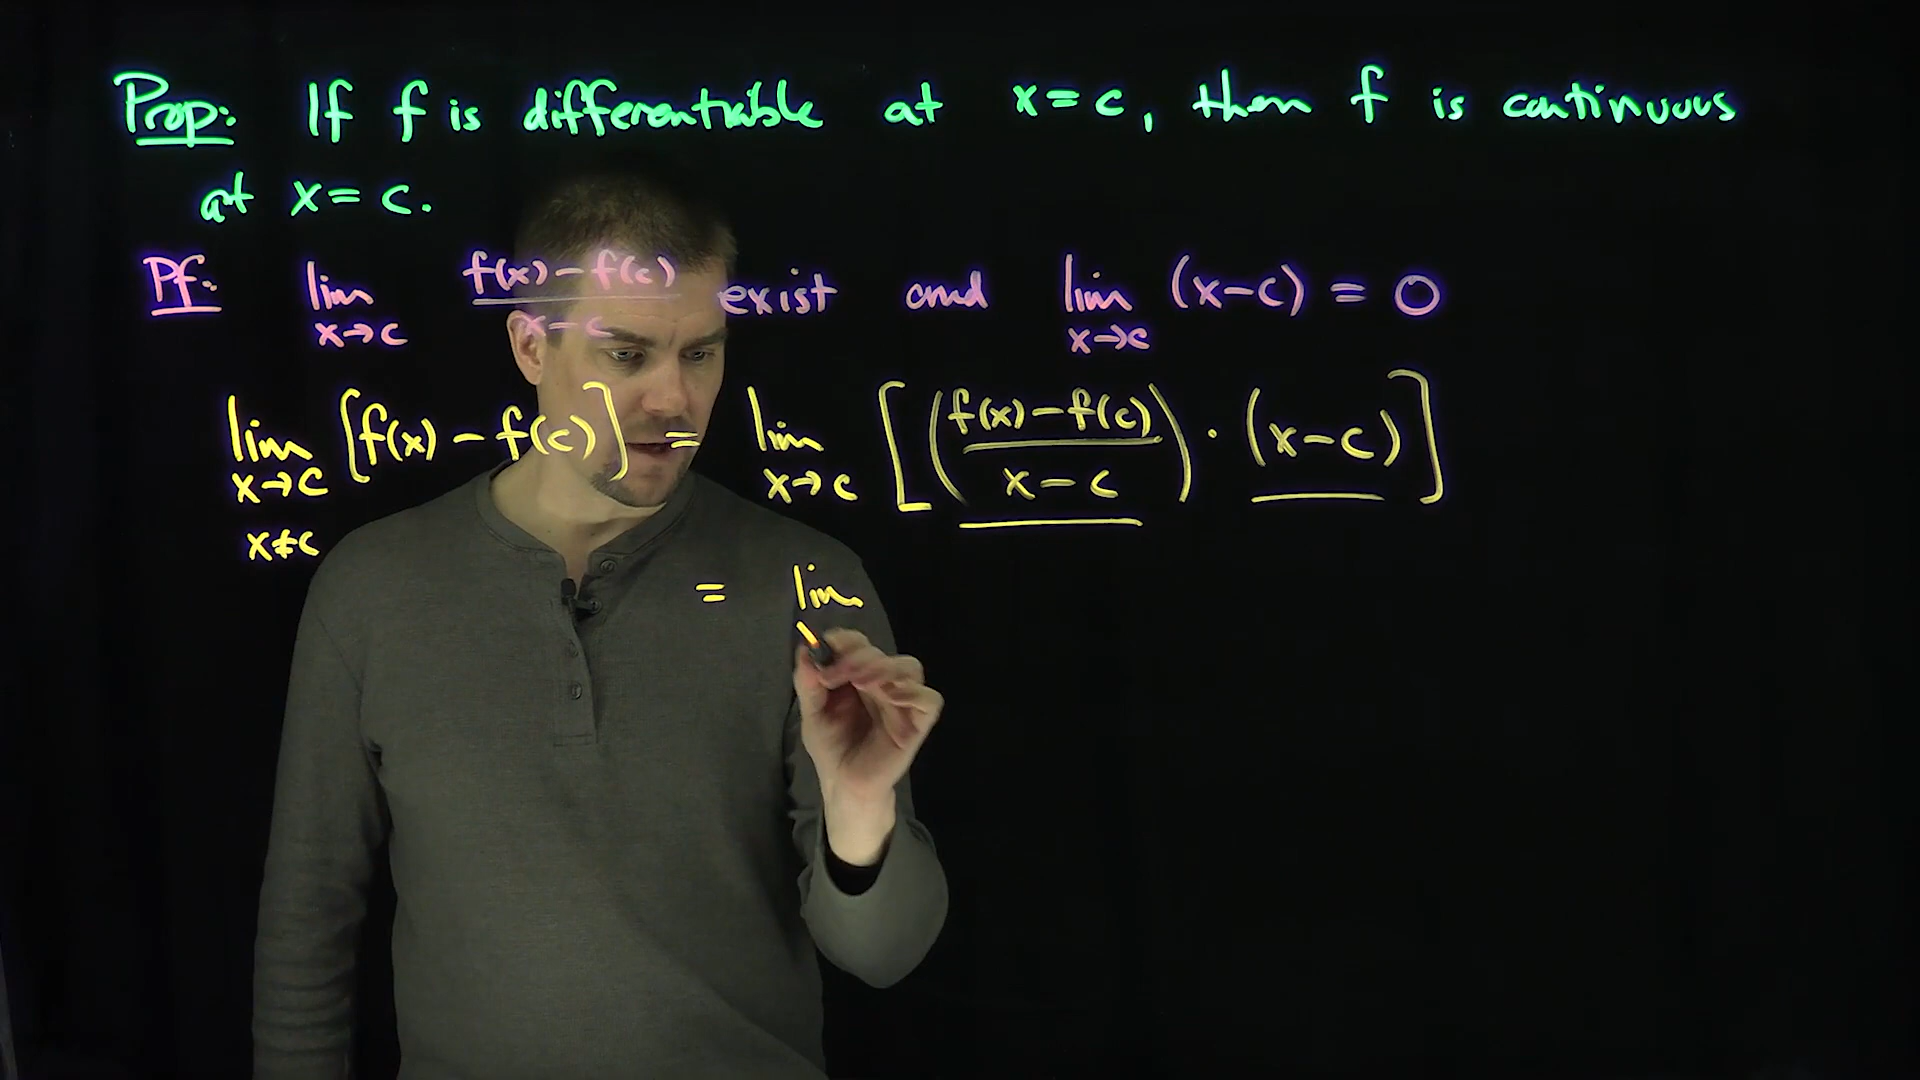 Prop: If f is differentiable at x = c, then f is continuous
at x = c.
Pf: lim x→c (f(x) – f(c))/(x – c) exist and lim x→c (x–c) = 0
lim x→c x≠c [f(x) – f(c)] = lim x→c [((f(x) – f(c))/(x – c)) · (x–c)]
= lim